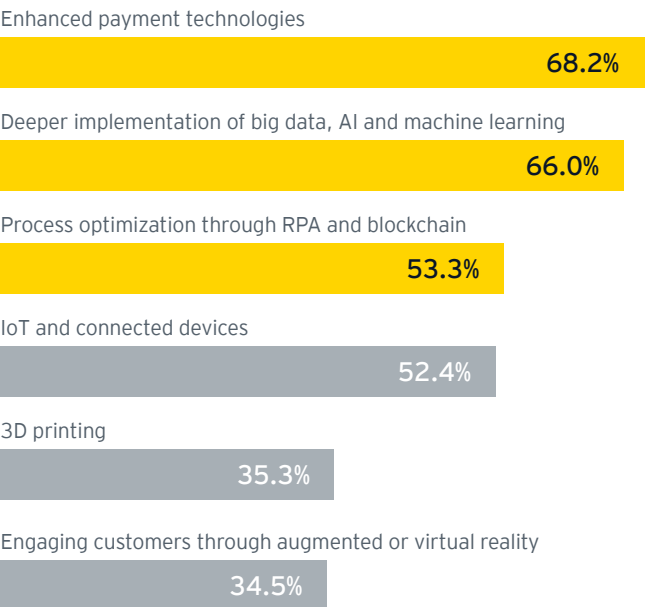 Enhanced payment technologies
68.2%
Deeper implementation of big data, AI and machine learning
66.0%
Process optimization through RPA and blockchain
53.3%
IoT and connected devices
52.4%
3D printing
35.3%
Engaging customers through augmented or virtual reality
34.5%